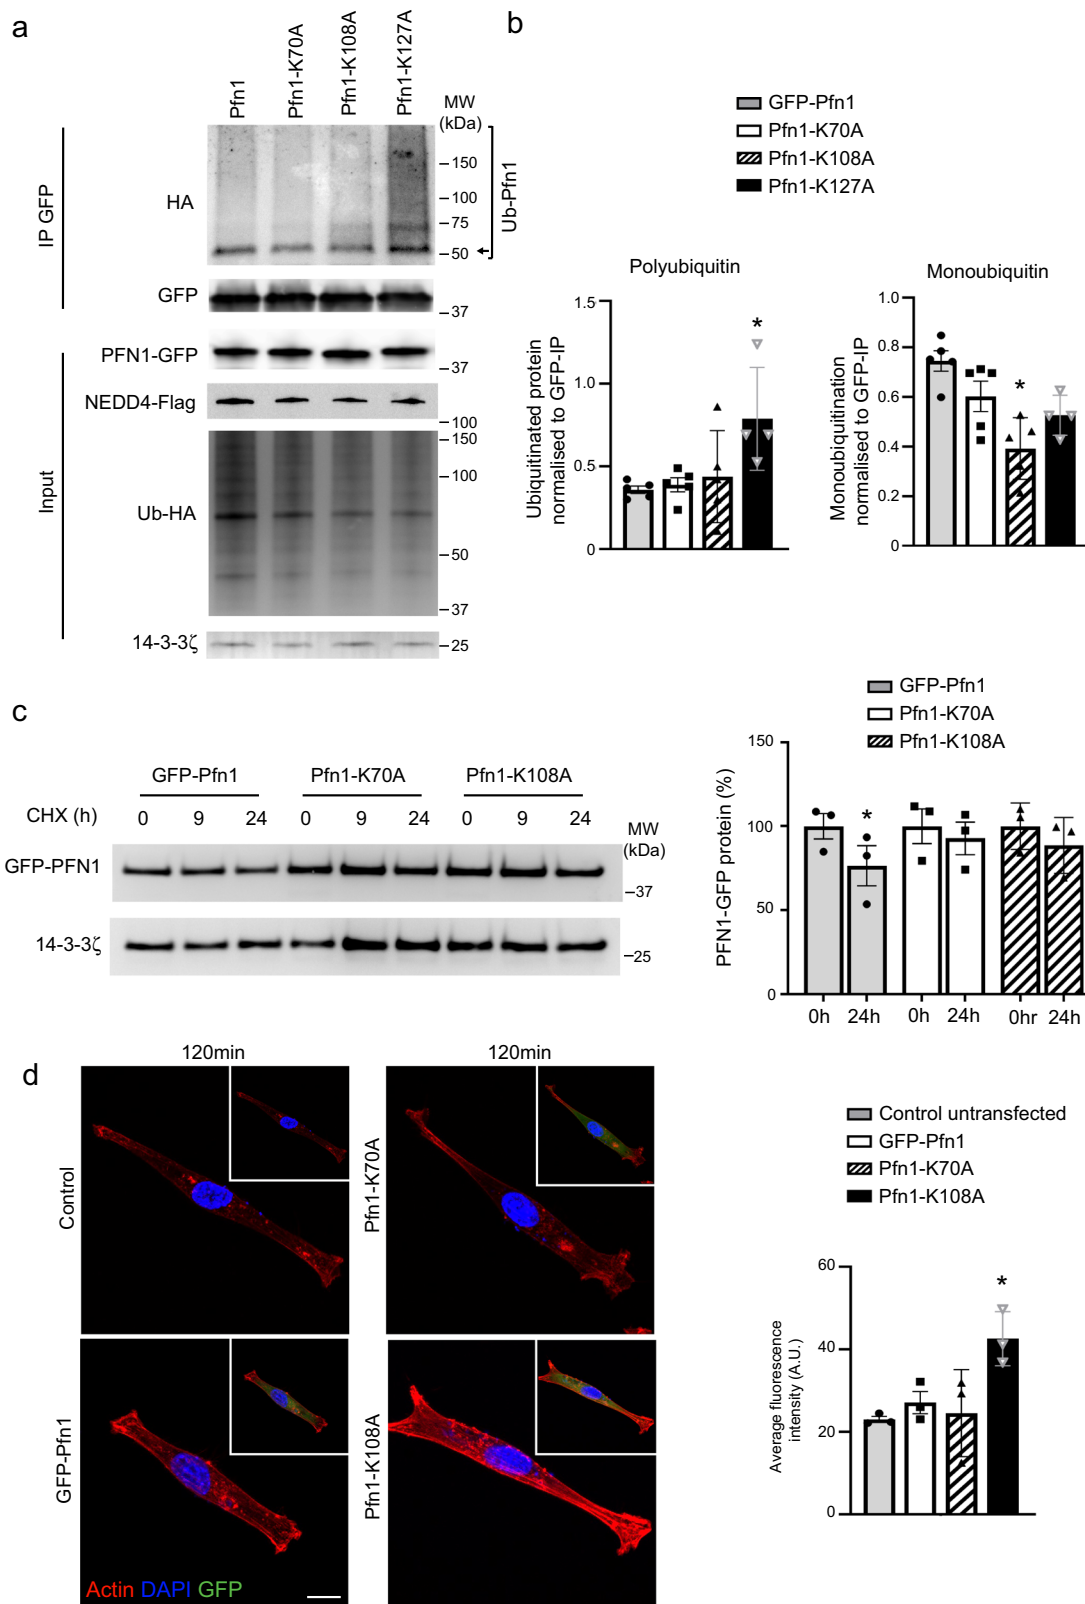 a
Pfn1
Pfn1-K70A
Pfn1-K108A
Pfn1-K127A
MW
(kDa)
IP GFP
HA
150
100
75
50
Ub-Pfn1
GFP
37
PFN1-GFP
37
NEDD4-Flag
100
Input
150
100
Ub-HA
50
37
14-3-3ζ
25
b
GFP-Pfn1
Pfn1-K70A
Pfn1-K108A
Pfn1-K127A
Polyubiquitin
Ubiquitinated protein
normalised to GFP-IP
1.5
1.0
0.5
0
*
Monoubiquitin
Monoubiquitination
normalised to GFP-IP
1.0
0.8
0.6
0.4
0.2
0
*
c
GFP-Pfn1 Pfn1-K70A Pfn1-K108A
CHX (h) 0 9 24 0 9 24 0 9 24
MW
(kDa)
GFP-PFN1
37
14-3-3ζ
25
GFP-Pfn1
Pfn1-K70A
Pfn1-K108A
PFN1-GFP protein (%)
150
100
50
0
*
0h 24h 0h 24h 0hr 24h
d
120min 120min
Control
Pfn1-K70A
GFP-Pfn1
Pfn1-K108A
Actin DAPI GFP
Control untransfected
GFP-Pfn1
Pfn1-K70A
Pfn1-K108A
Average fluorescence
intensity (A.U.)
60
40
20
0
*